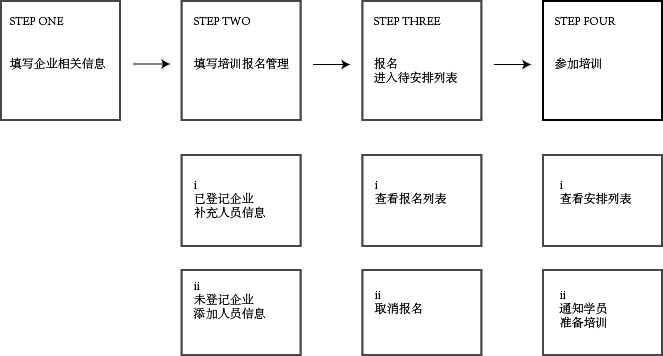 STEP ONE
填写企业相关信息
STEP TWO
填写培训报名管理
STEP THREE
报名
进入待安排列表
STEP FOUR
参加培训
i
已登记企业
补充人员信息
i
查看报名列表
i
查看安排列表
ii
未登记企业
添加人员信息
ii
取消报名
ii
通知学员
准备培训